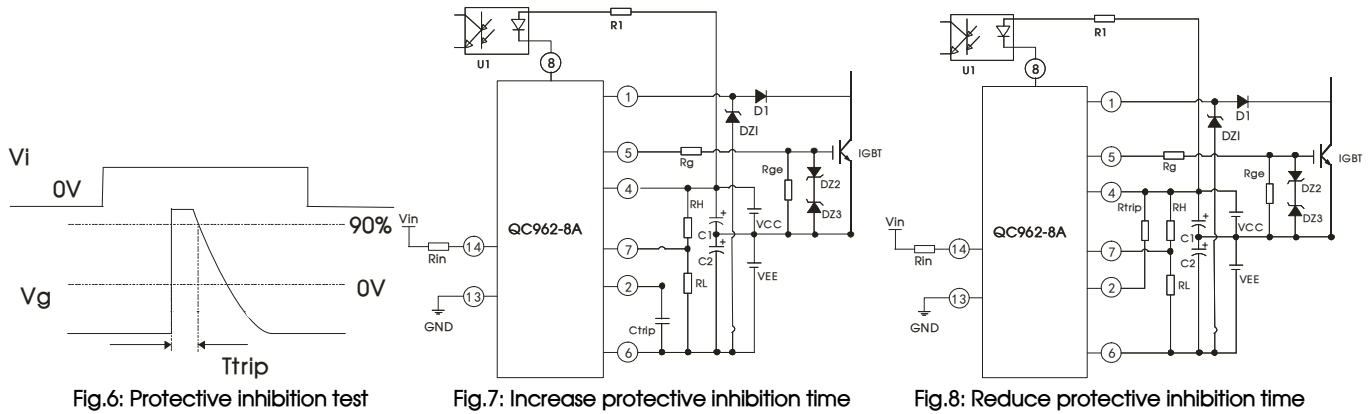 Vi
0V
90%
Vg
0V
Ttrip
Fig.6: Protective inhibition test
U1
R1
8
1
D1
DZ1
5
Rg
Rge
IGBT
DZ2
DZ3
4
RH
C1
+
VCC
Vin
Rin
14
QC962-8A
7
C2
+
VEE
2
RL
13
GND
Ctrip
6
Fig.7: Increase protective inhibition time
U1
R1
8
1
D1
DZ1
5
Rg
Rge
IGBT
DZ2
DZ3
4
Rtrip
RH
C1
+
VCC
Vin
Rin
14
QC962-8A
7
C2
+
VEE
2
RL
13
GND
6
Fig.8: Reduce protective inhibition time